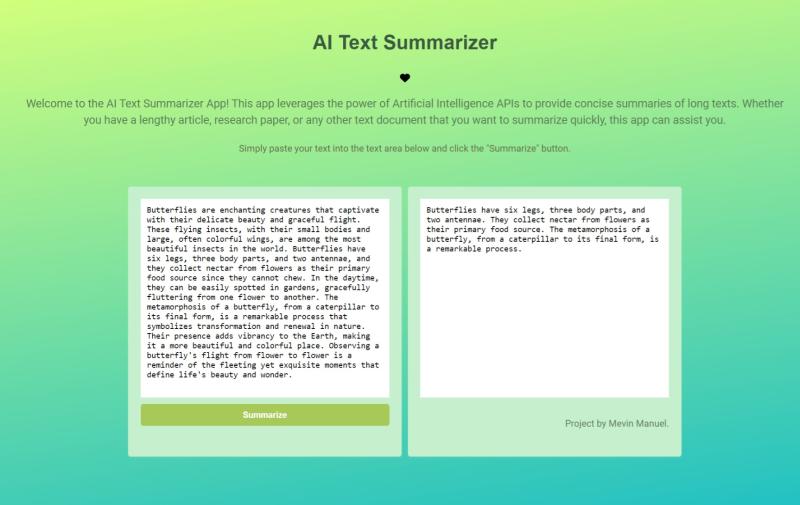 AI Text Summarizer
Welcome to the AI Text Summarizer App! This app leverages the power of Artificial Intelligence APIs to provide concise summaries of long texts. Whether
you have a lengthy article, research paper, or any other text document that you want to summarize quickly, this app can assist you.
Simply paste your text into the text area below and click the "Summarize" button.
Butterflies are enchanting creatures that captivate
with their delicate beauty and graceful flight.
These flying insects, with their small bodies and
large, often colorful wings, are among the most
beautiful insects in the world. Butterflies have
six legs, three body parts, and two antennae, and
they collect nectar from flowers as their primary
food source since they cannot chew. In the daytime,
they can be easily spotted in gardens, gracefully
fluttering from one flower to another. The
metamorphosis of a butterfly, from a caterpillar to
its final form, is a remarkable process that
symbolizes transformation and renewal in nature.
Their presence adds vibrancy to the Earth, making
it a more beautiful and colorful place. Observing a
butterfly's flight from flower to flower is a
reminder of the fleeting yet exquisite moments that
define life's beauty and wonder.
Summarize
Butterflies have six legs, three body parts, and
two antennae. They collect nectar from flowers as
their primary food source. The metamorphosis of a
butterfly, from a caterpillar to its final form, is
a remarkable process.
Project by Mevin Manuel.